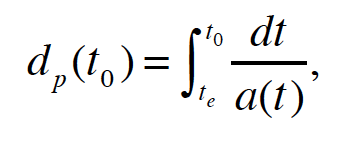 d_p(t_0) = \int_{t_e}^{t_0} \frac{dt}{a(t)},